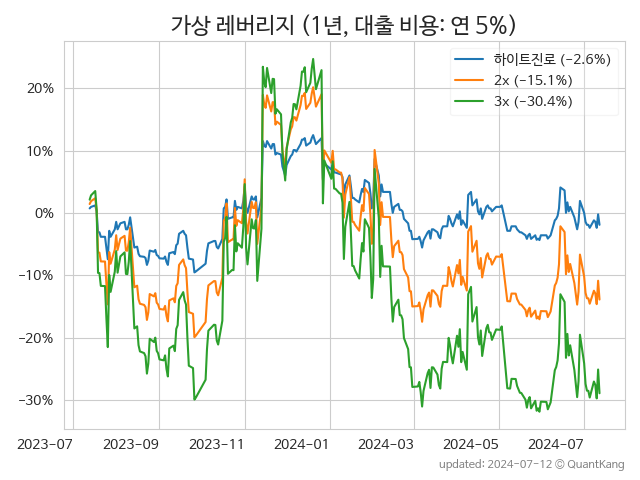 가상 레버리지 (1년, 대출 비용: 연 5%)
하이트진로 (−2.6%)
2x (−15.1%)
3x (−30.4%)
20%
10%
0%
−10%
−20%
−30%
2023-07
2023-09
2023-11
2024-01
2024-03
2024-05
2024-07
updated: 2024-07-12 © QuantKang